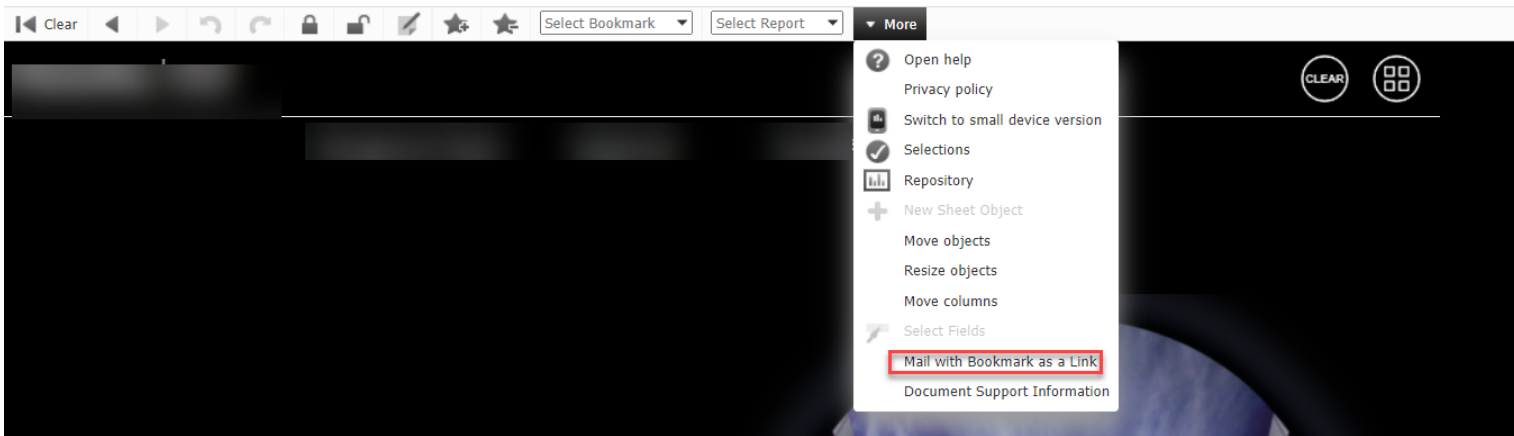 Clear Select Bookmark Select Report More
Open help
CLEAR
Privacy policy
Switch to small device version
Selections
Repository
New Sheet Object
Move objects
Resize objects
Move columns
Select Fields
Mail with Bookmark as a Link
Document Support Information